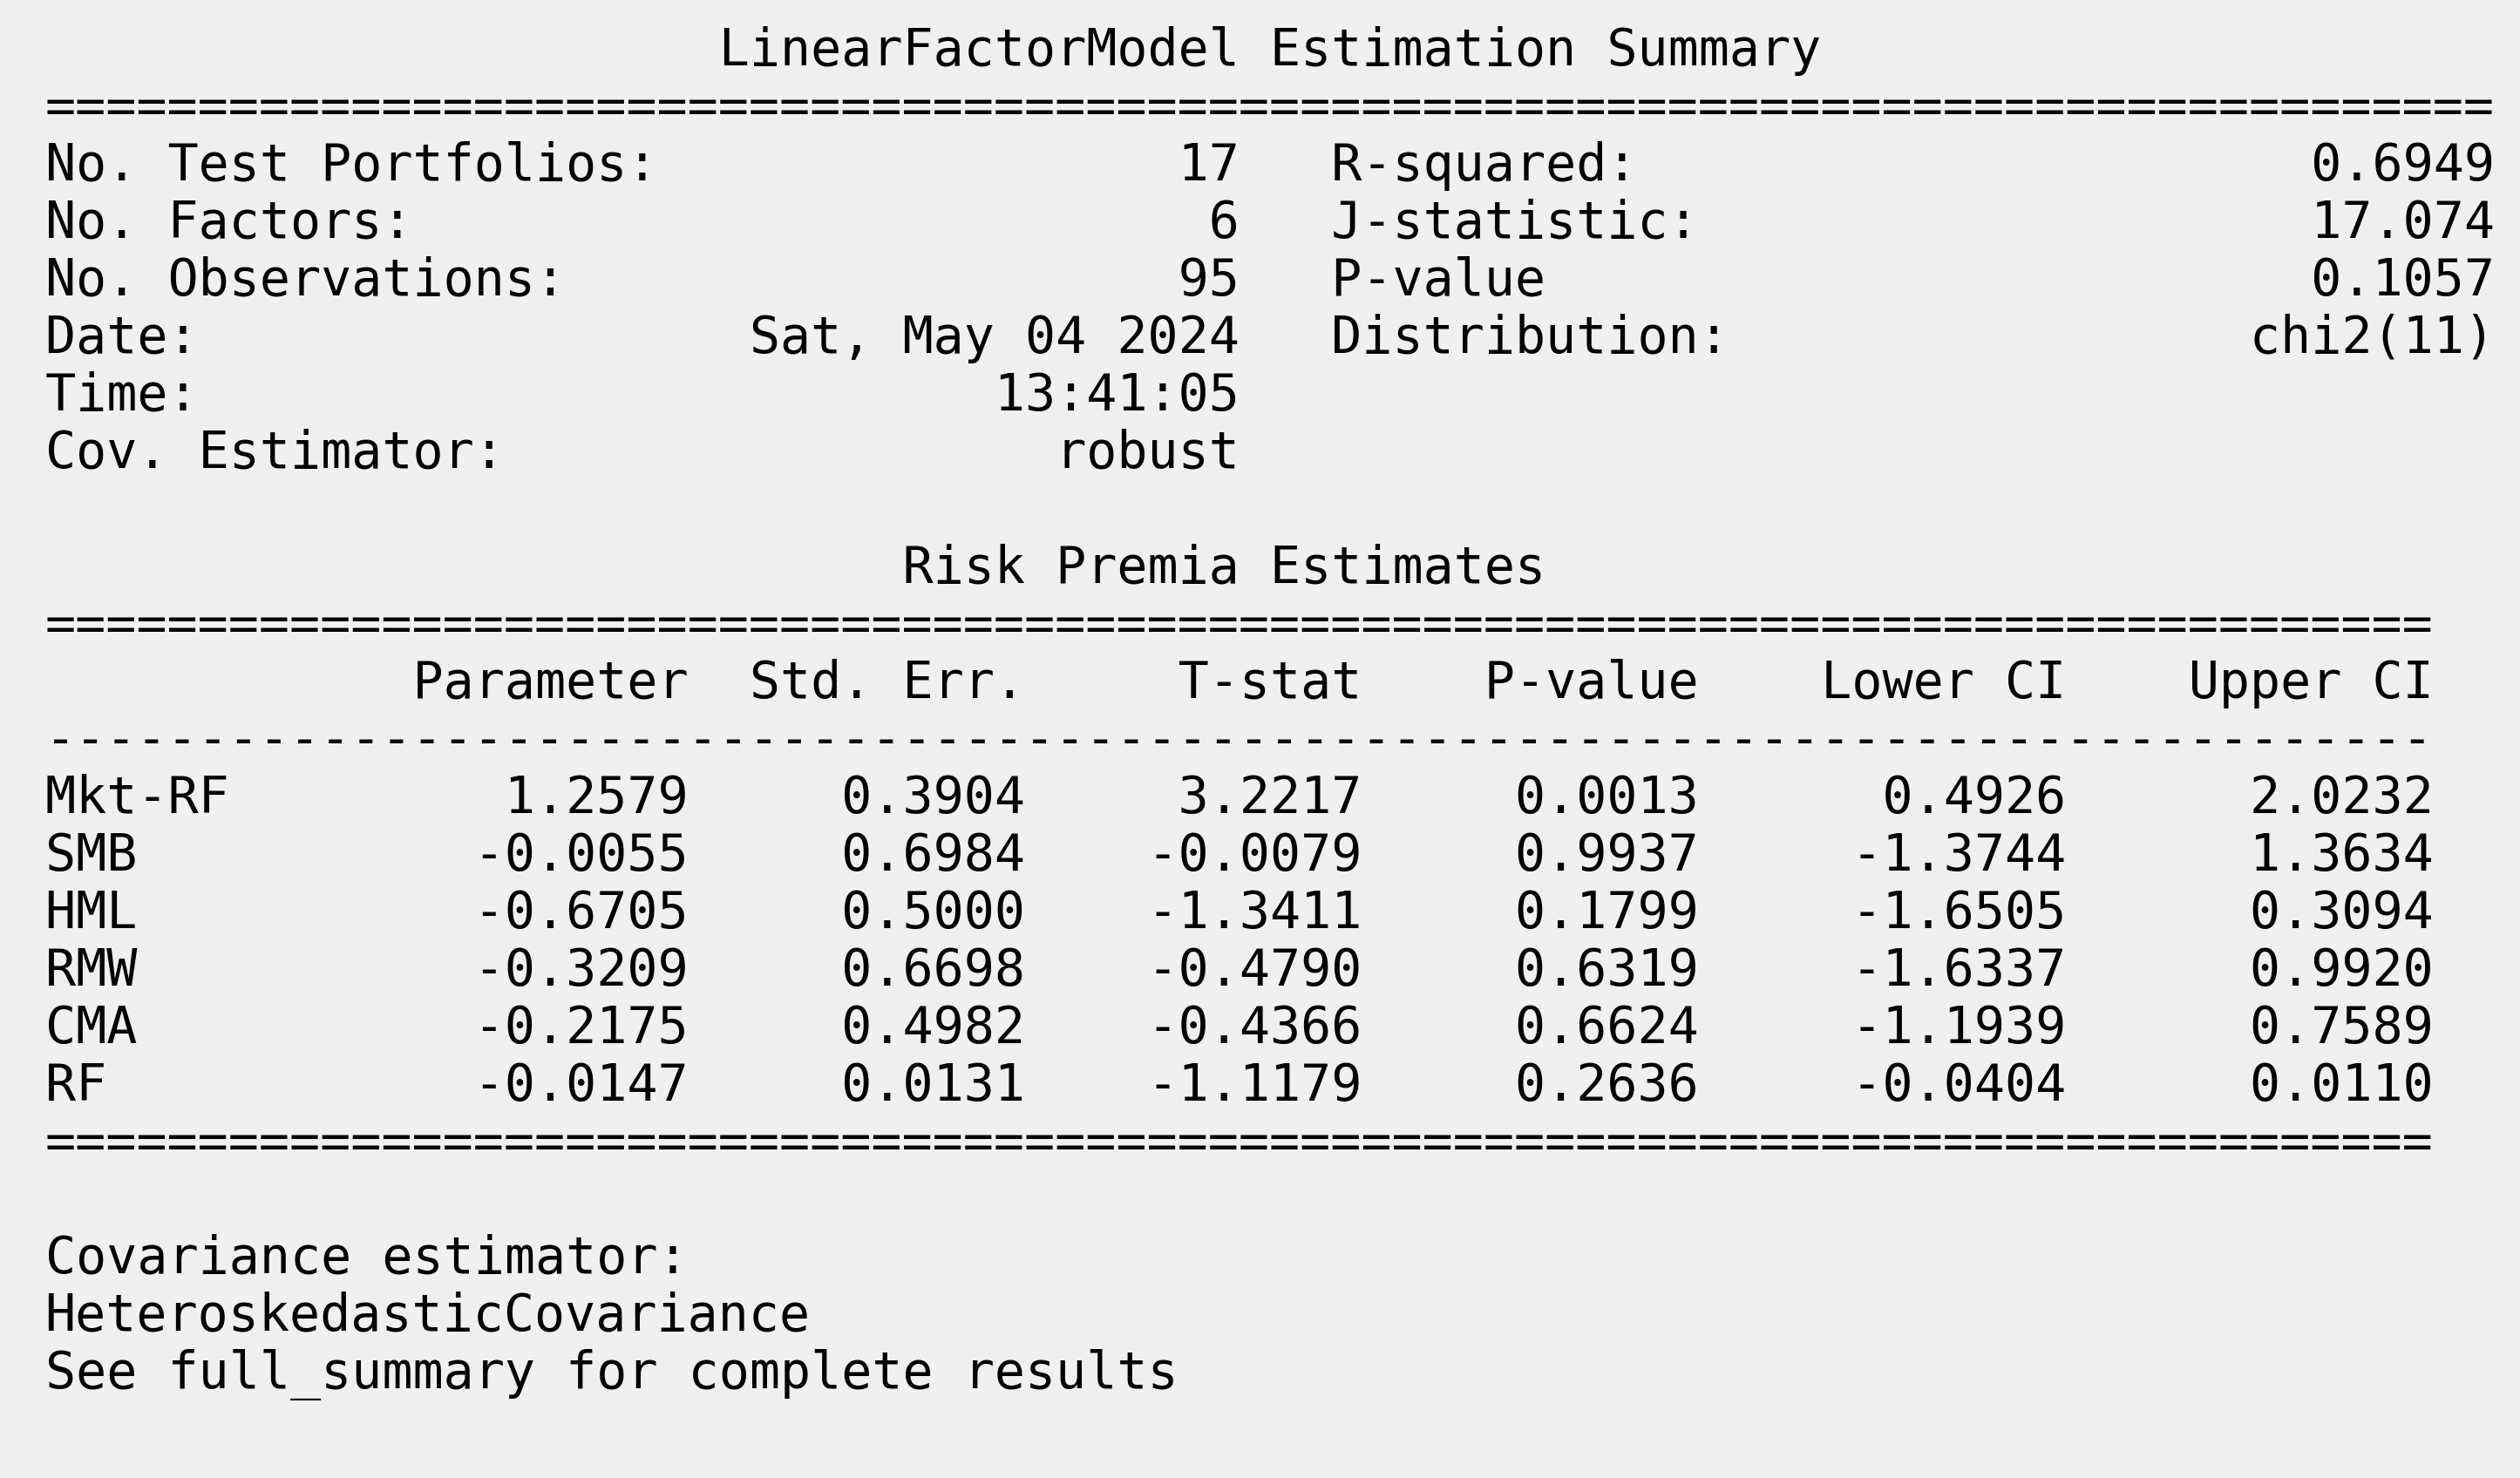 LinearFactorModel Estimation Summary
================================================================================
No. Test Portfolios:                 17   R-squared:                      0.6949
No. Factors:                          6   J-statistic:                    17.074
No. Observations:                    95   P-value                         0.1057
Date:                  Sat, May 04 2024   Distribution:                 chi2(11)
Time:                          13:41:05
Cov. Estimator:                  robust
Risk Premia Estimates
==============================================================================
            Parameter  Std. Err.     T-stat    P-value    Lower CI    Upper CI
------------------------------------------------------------------------------
Mkt-RF         1.2579     0.3904     3.2217     0.0013      0.4926      2.0232
SMB           -0.0055     0.6984    -0.0079     0.9937     -1.3744      1.3634
HML           -0.6705     0.5000    -1.3411     0.1799     -1.6505      0.3094
RMW           -0.3209     0.6698    -0.4790     0.6319     -1.6337      0.9920
CMA           -0.2175     0.4982    -0.4366     0.6624     -1.1939      0.7589
RF            -0.0147     0.0131    -1.1179     0.2636     -0.0404      0.0110
==============================================================================
Covariance estimator:
HeteroskedasticCovariance
See full_summary for complete results